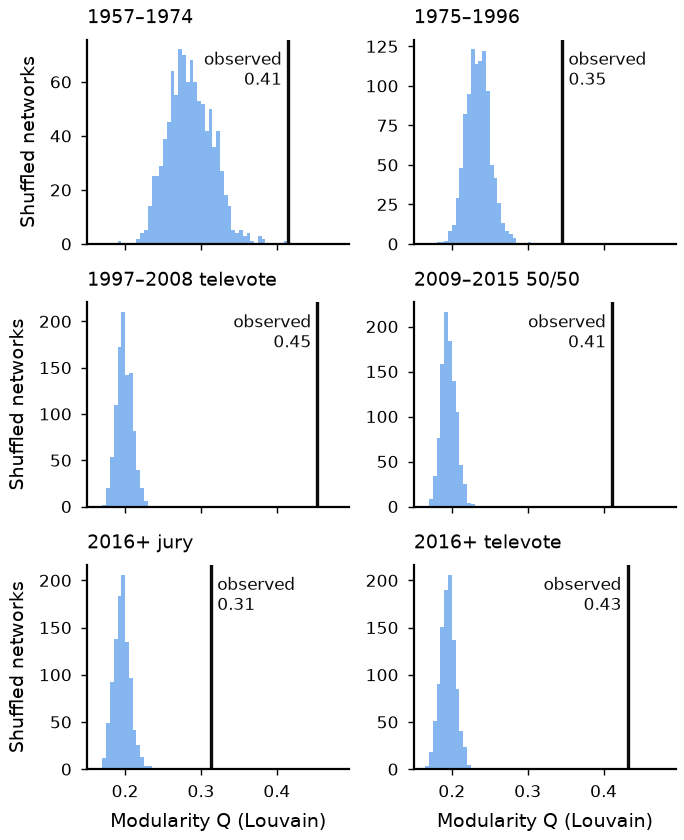 1957–1974
Shuffled networks
60
40
20
0
observed
0.41
1975–1996
125
100
75
50
25
0
observed
0.35
1997–2008 televote
Shuffled networks
200
150
100
50
0
observed
0.45
2009–2015 50/50
200
150
100
50
0
observed
0.41
2016+ jury
Shuffled networks
200
150
100
50
0
observed
0.31
0.2 0.3 0.4
Modularity Q (Louvain)
2016+ televote
200
150
100
50
0
observed
0.43
0.2 0.3 0.4
Modularity Q (Louvain)